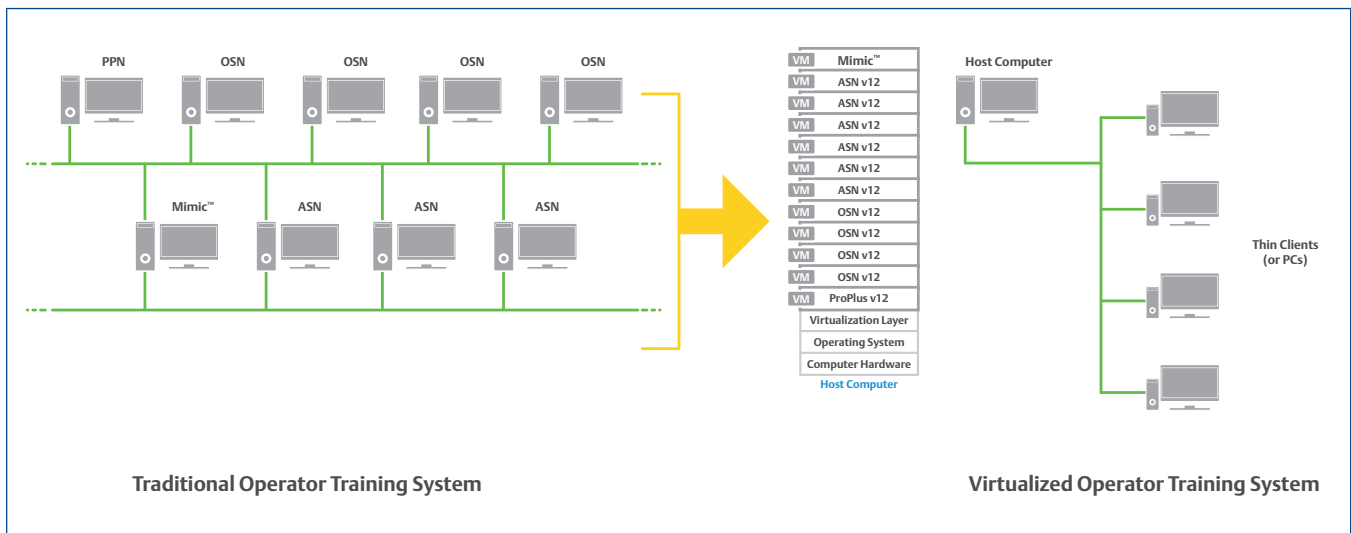 PPN OSN OSN OSN OSN
Mimic™ ASN ASN ASN
VM Mimic™
VM ASN v12
VM ASN v12
VM ASN v12
VM ASN v12
VM ASN v12
VM ASN v12
VM OSN v12
VM OSN v12
VM OSN v12
VM OSN v12
VM ProPlus v12
Virtualization Layer
Operating System
Computer Hardware
Host Computer
Host Computer
Thin Clients
(or PCs)
Traditional Operator Training System
Virtualized Operator Training System